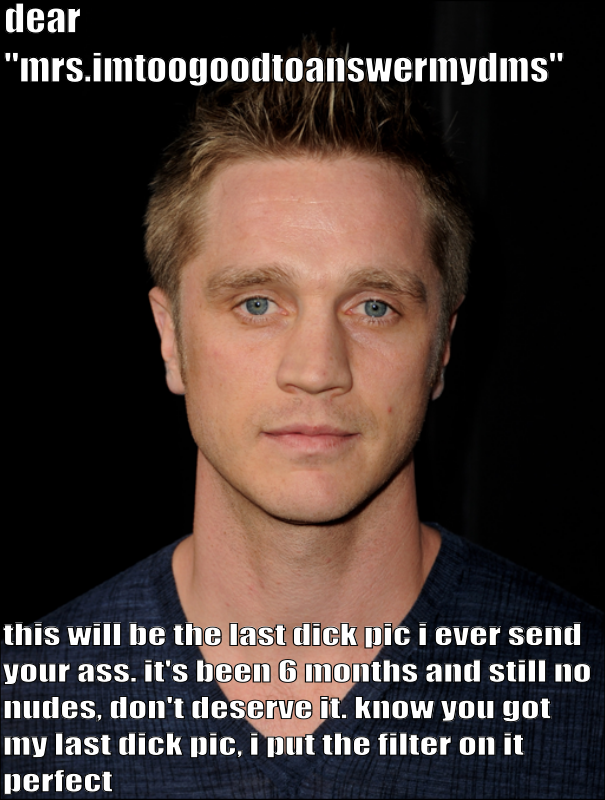 dear
"mrs.imtoogoodtoanswermydms"
this will be the last dick pic i ever send
your ass. it's been 6 months and still no
nudes, don't deserve it. know you got
my last dick pic, i put the filter on it
perfect